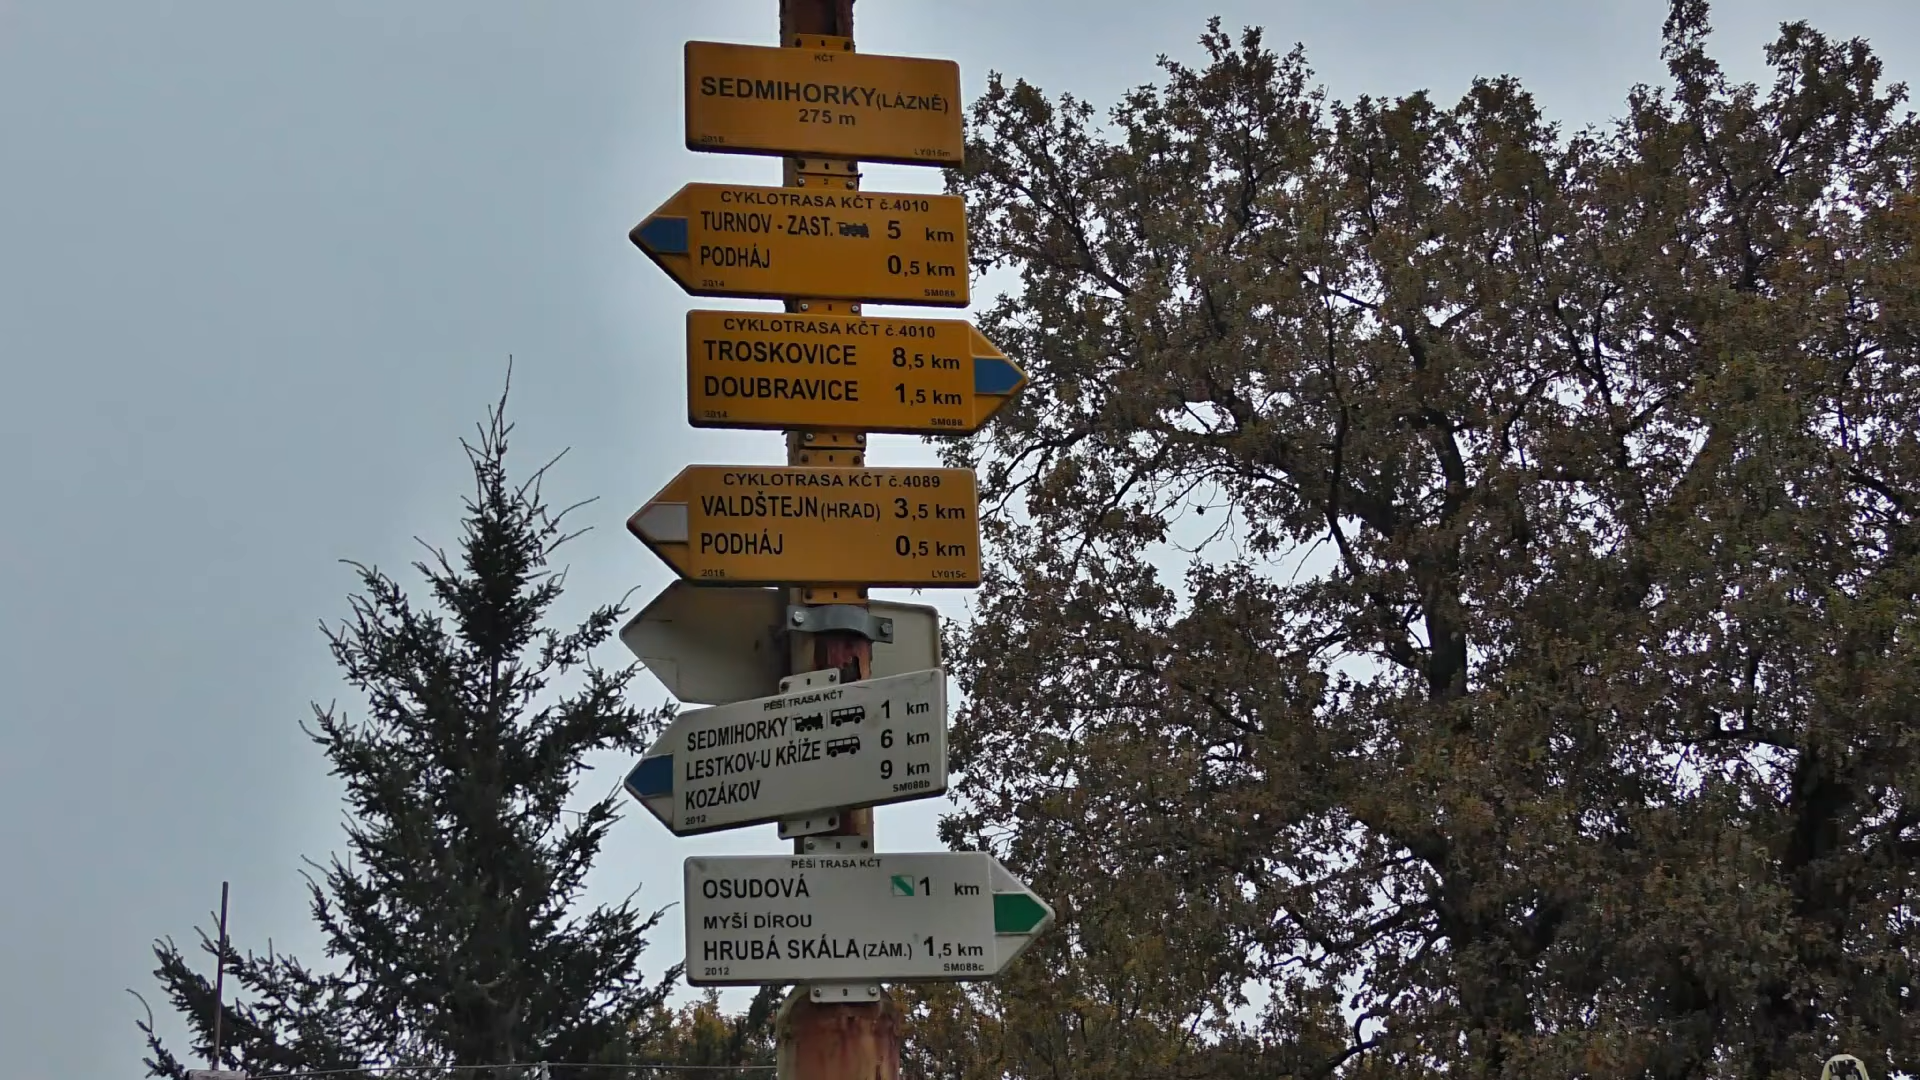 KČT
SEDMIHORKY(LÁZNĚ)
275 m
2016 LY015m
CYKLOTRASA KČT č.4010
TURNOV - ZAST. 5 km
PODHÁJ 0,5 km
2014
CYKLOTRASA KČT č.4010
TROSKOVICE 8,5 km
DOUBRAVICE 1,5 km
2014
CYKLOTRASA KČT č.4089
VALDŠTEJN(HRAD) 3,5 km
PODHÁJ 0,5 km
2016 LY015c
PĚŠÍ TRASA KČT
SEDMIHORKY 1 km
LESTKOV-U KŘÍŽE 6 km
KOZÁKOV 9 km
2012 SM088b
PĚŠÍ TRASA KČT
OSUDOVÁ 1 km
MYŠÍ DÍROU
HRUBÁ SKÁLA(ZÁM.) 1,5 km
2012 SM088c